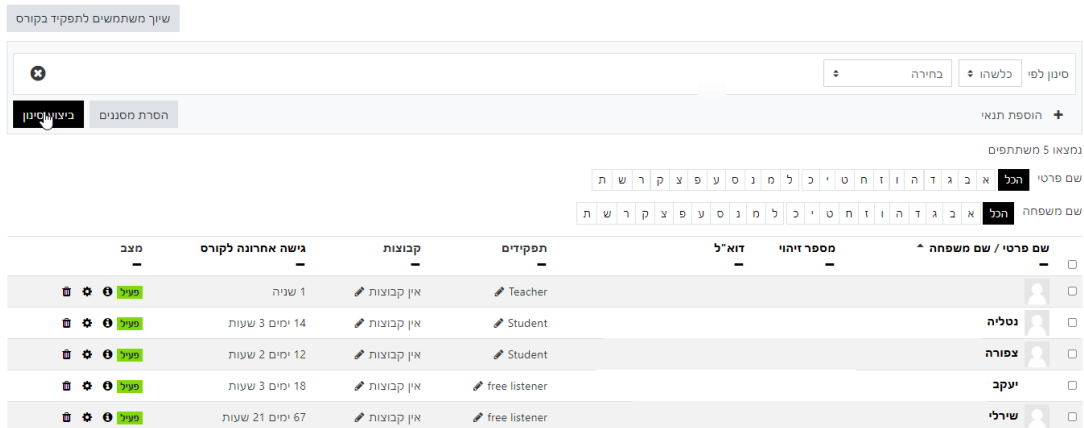 שיוך משתמשים לתפקיד בקורס
סינון לפי כלשהו בחירה
הוספת תנאי הסרת מסננים ביצוע סינון
נמצאו 5 משתתפים
שם פרטי הכל א ב ג ד ה ו ז ח ט י כ ל מ נ ס ע פ צ ק ר ש ת
שם משפחה הכל א ב ג ד ה ו ז ח ט י כ ל מ נ ס ע פ צ ק ר ש ת
שם פרטי / שם משפחה מספר זיהוי דוא"ל תפקידים קבוצות גישה אחרונה לקורס מצב
Teacher אין קבוצות 1 שניה פעיל
נטליה Student אין קבוצות 14 ימים 3 שעות פעיל
צפורה Student אין קבוצות 12 ימים 2 שעות פעיל
יעקב free listener אין קבוצות 18 ימים 3 שעות פעיל
שירלי free listener אין קבוצות 67 ימים 21 שעות פעיל